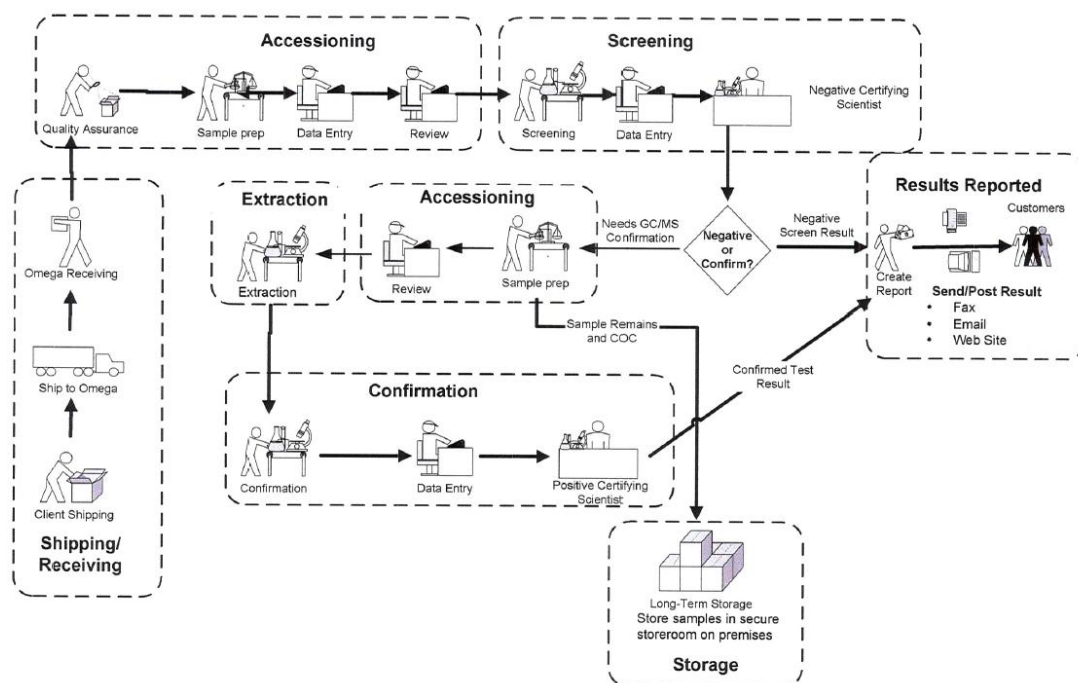 Accessioning
Quality Assurance
Sample prep
Data Entry
Review
Screening
Screening
Data Entry
Negative Certifying
Scientist
Shipping/
Receiving
Omega Receiving
Ship to Omega
Client Shipping
Extraction
Extraction
Accessioning
Review
Sample prep
Needs GC/MS
Confirmation
Negative
or
Confirm?
Negative
Screen Result
Results Reported
Customers
Create
Report
Send/Post Result
• Fax
• Email
• Web Site
Sample Remains
and COC
Confirmed Test
Result
Confirmation
Confirmation
Data Entry
Positive Certifying
Scientist
Long-Term Storage
Store samples in secure
storeroom on premises
Storage